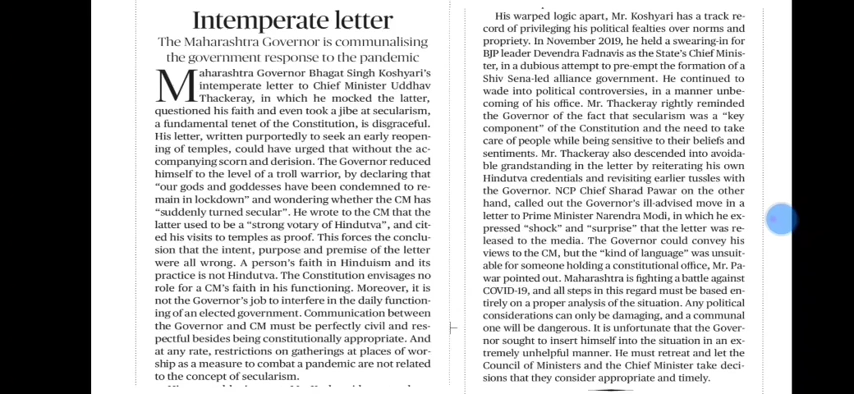 Intemperate letter
The Maharashtra Governor is communalising
the government response to the pandemic
Maharashtra Governor Bhagat Singh Koshyari's
intemperate letter to Chief Minister Uddhav
Thackeray, in which he mocked the latter,
questioned his faith and even took a jibe at secularism,
a fundamental tenet of the Constitution, is disgraceful.
His letter, written purportedly to seek an early reopen-
ing of temples, could have urged that without the ac-
companying scorn and derision. The Governor reduced
himself to the level of a troll warrior, by declaring that
"our gods and goddesses have been condemned to re-
main in lockdown" and wondering whether the CM has
"suddenly turned secular". He wrote to the CM that the
latter used to be a "strong votary of Hindutva", and cit-
ed his visits to temples as proof. This forces the conclu-
sion that the intent, purpose and premise of the letter
were all wrong. A person's faith in Hinduism and its
practice is not Hindutva. The Constitution envisages no
role for a CM's faith in his functioning. Moreover, it is
not the Governor's job to interfere in the daily function-
ing of an elected government. Communication between
the Governor and CM must be perfectly civil and res-
pectful besides being constitutionally appropriate. And
at any rate, restrictions on gatherings at places of wor-
ship as a measure to combat a pandemic are not related
to the concept of secularism.
His warped logic apart, Mr. Koshyari has a track re-
cord of privileging his political fealties over norms and
propriety. In November 2019, he held a swearing-in for
BJP leader Devendra Fadnavis as the State's Chief Minis-
ter, in a dubious attempt to pre-empt the formation of a
Shiv Sena-led alliance government. He continued to
wade into political controversies, in a manner unbe-
coming of his office. Mr. Thackeray rightly reminded
the Governor of the fact that secularism was a "key
component" of the Constitution and the need to take
care of people while being sensitive to their beliefs and
sentiments. Mr. Thackeray also descended into avoida-
ble grandstanding in the letter by reiterating his own
Hindutva credentials and revisiting earlier tussles with
the Governor. NCP Chief Sharad Pawar on the other
hand, called out the Governor's ill-advised move in a
letter to Prime Minister Narendra Modi, in which he ex-
pressed "shock" and "surprise" that the letter was re-
leased to the media. The Governor could convey his
views to the CM, but the "kind of language" was unsuit-
able for someone holding a constitutional office, Mr. Pa-
war pointed out. Maharashtra is fighting a battle against
COVID-19, and all steps in this regard must be based en-
tirely on a proper analysis of the situation. Any political
considerations can only be damaging, and a communal
one will be dangerous. It is unfortunate that the Gover-
nor sought to insert himself into the situation in an ex-
tremely unhelpful manner. He must retreat and let the
Council of Ministers and the Chief Minister take deci-
sions that they consider appropriate and timely.